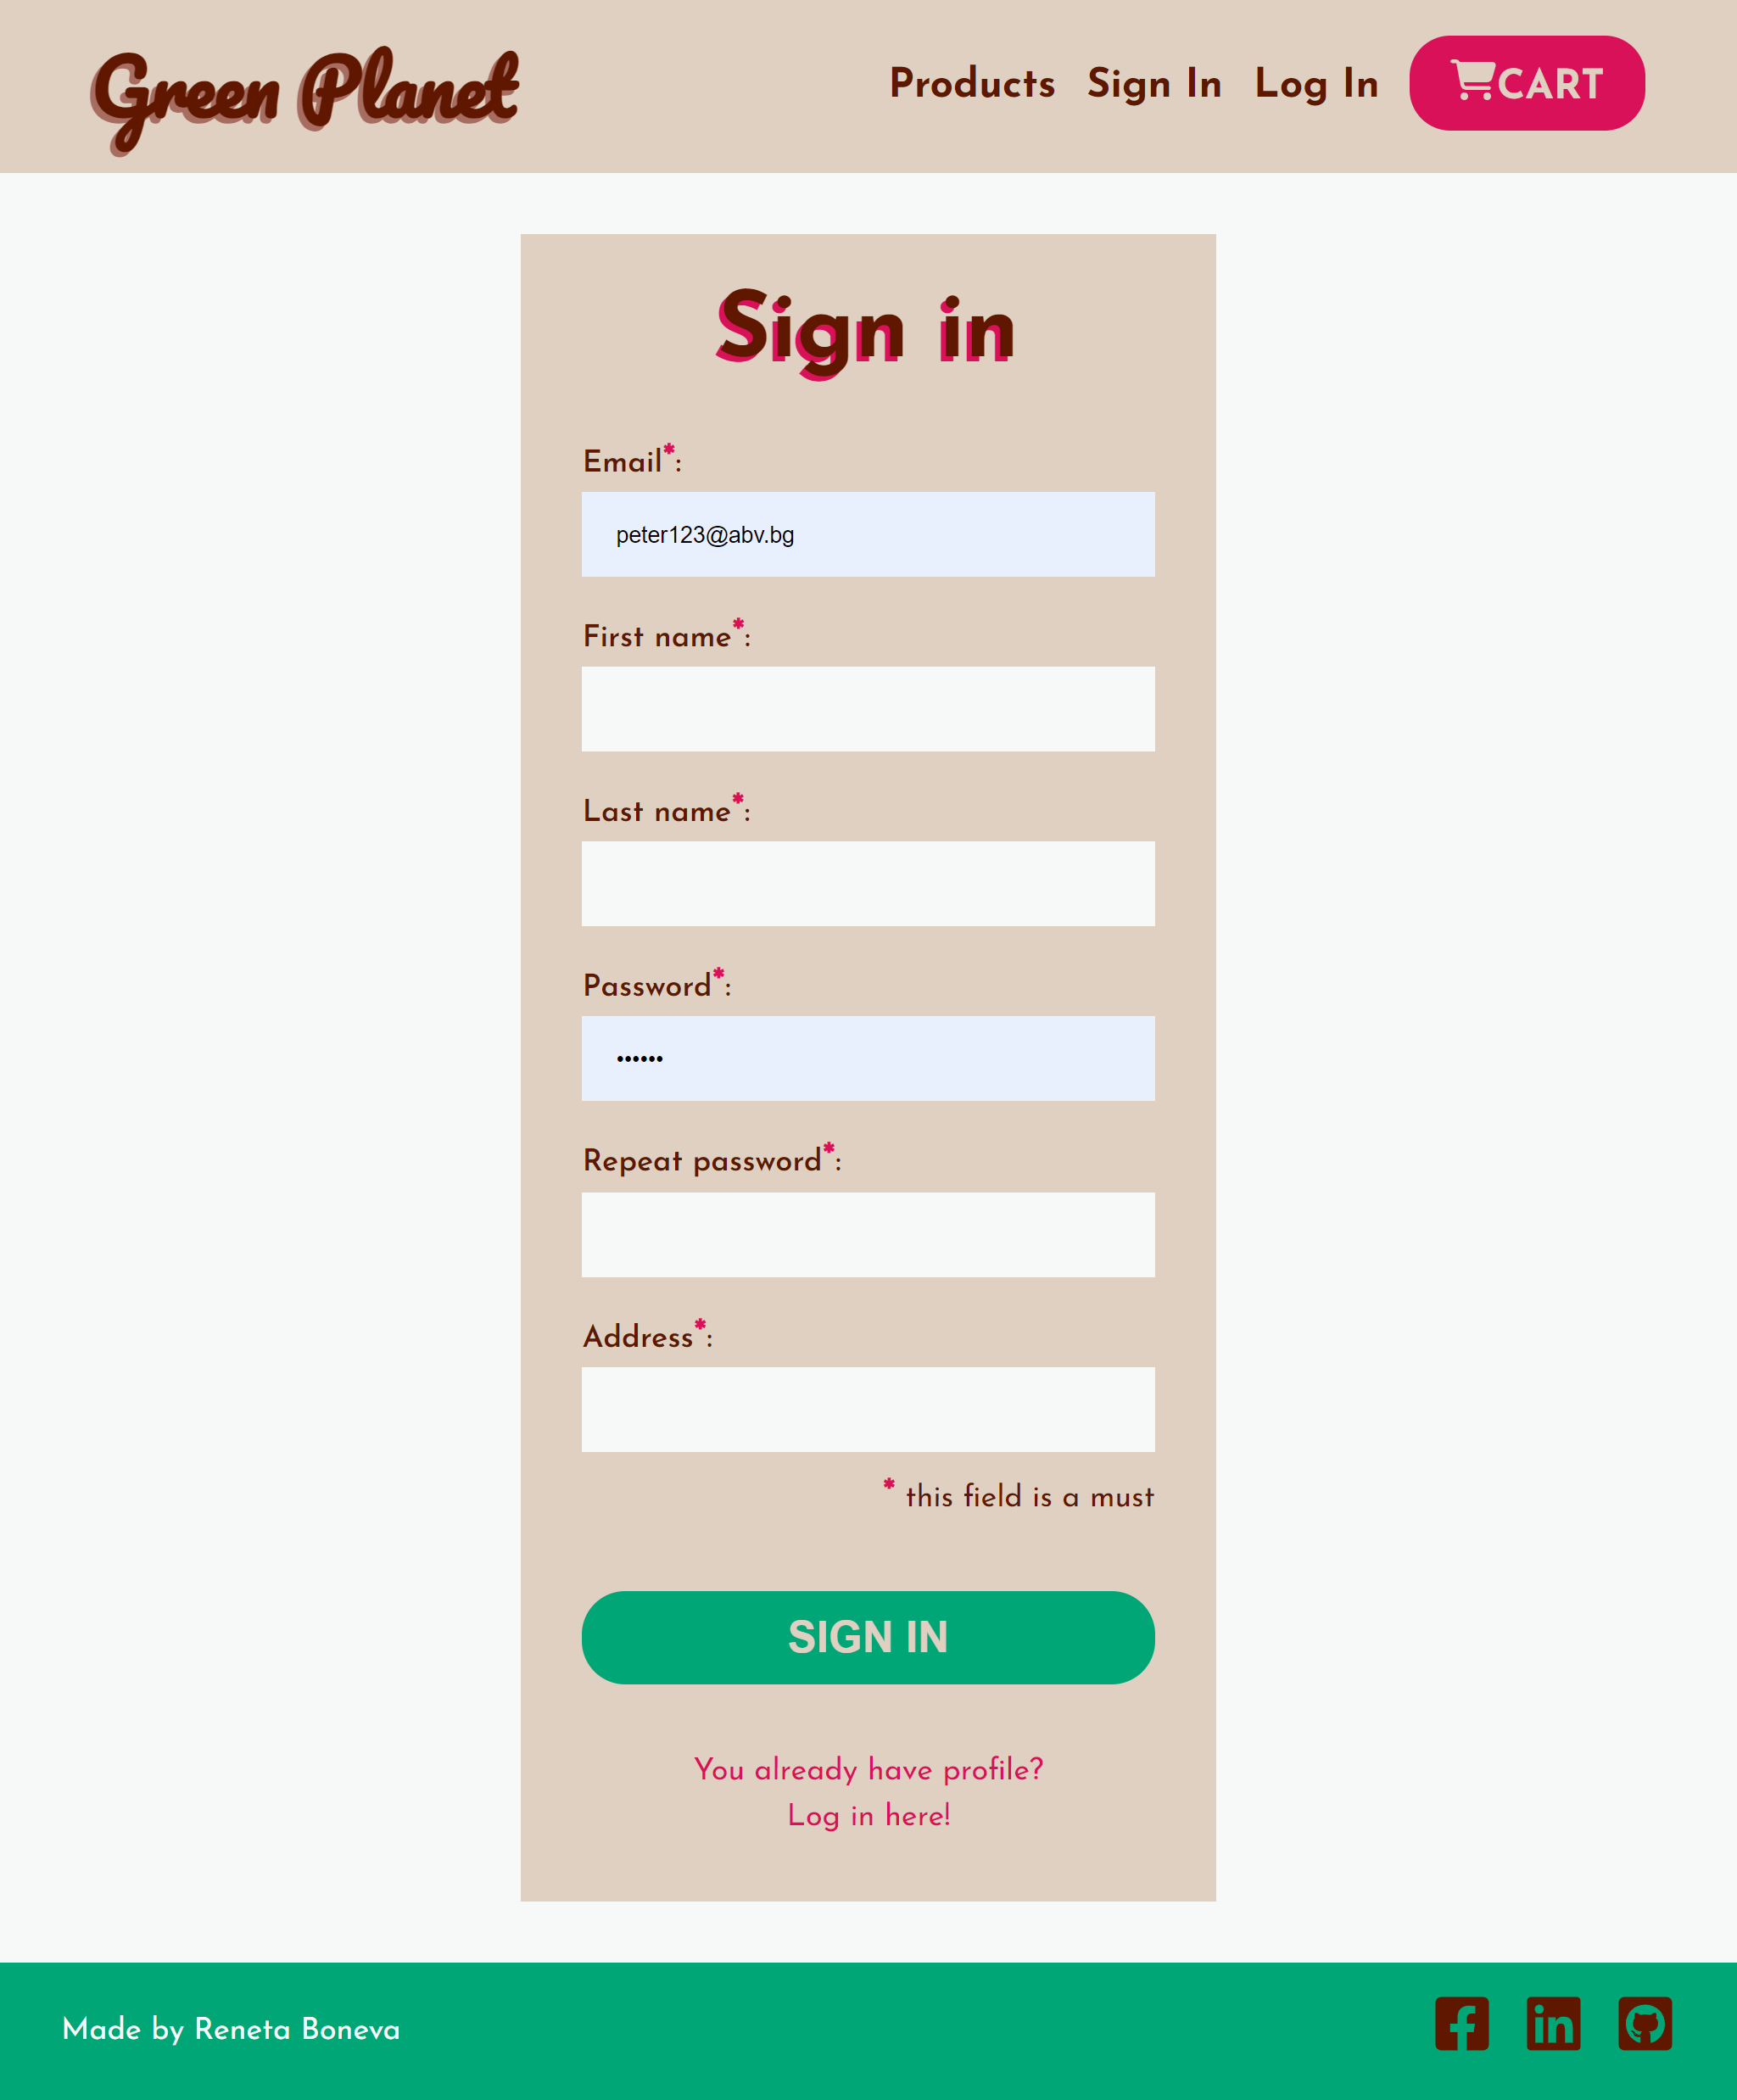 Green Planet
Products Sign In Log In CART
Sign in
Email*:
peter123@abv.bg
First name*:
Last name*:
Password*:
••••••
Repeat password*:
Address*:
* this field is a must
SIGN IN
You already have profile?
Log in here!
Made by Reneta Boneva